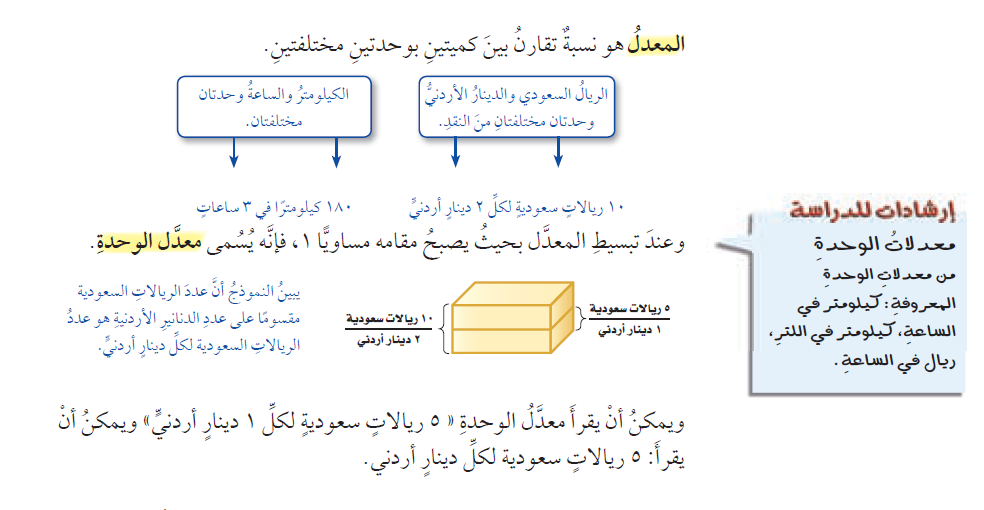 المعدلُ هو نسبةٌ تقارنُ بينَ كميتينِ بوحدتينِ مختلفتينِ.
الريالُ السعودي والدينارُ الأردنيُّ
وحدتان مختلفتانِ منَ النقدِ.
الكيلومترُ والساعةُ وحدتان
مختلفتان.
١٠ ريالاتٍ سعوديةٍ لكلِّ ٢ دينارٍ أردنيٍّ
١٨٠ كيلومترًا في ٣ ساعاتٍ
وعندَ تبسيطِ المعدَّل بحيثُ يصبحُ مقامه مساويًّا ١، فإنَّه يُسُمى معدَّل الوحدةِ.
٥ ريالات سعودية
١ دينار أردني
١٠ ريالات سعودية
٢ دينار أردني
يبينُ النموذجُ أنَّ عددَ الريالاتِ السعودية
مقسومًا على عددِ الدنانيرِ الأردنيةِ هو عددُ
الريالاتِ السعودية لكلِّ دينارٍ أردنيٍّ.
ويمكنُ أنْ يقرأَ معدَّلُ الوحدةِ « ٥ ريالاتٍ سعوديةٍ لكلِّ ١ دينارٍ أردنيٍّ» ويمكنُ أنْ
يقرأَ: ٥ ريالاتٍ سعودية لكلِّ دينارٍ أردني.
إرشادات للدراسة
معدلاتُ الوحدةِ
من معدلاتِ الوحدةِ
المعروفةِ: كيلومتر في
الساعةِ، كيلومتر في اللترِ،
ريال في الساعةِ.